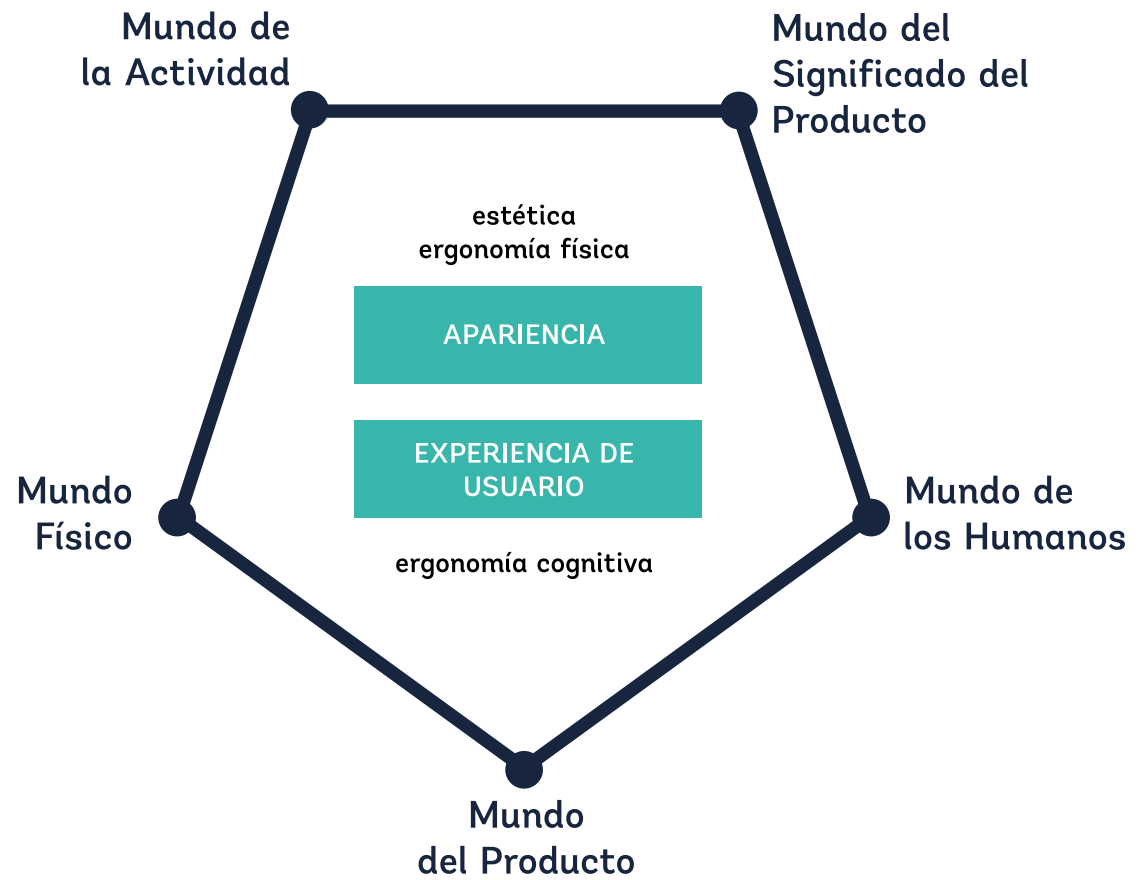 Mundo de
la Actividad
Mundo del
Significado del
Producto
estética
ergonomía física
APARIENCIA
EXPERIENCIA DE
USUARIO
Mundo
Físico
Mundo de
los Humanos
ergonomía cognitiva
Mundo
del Producto